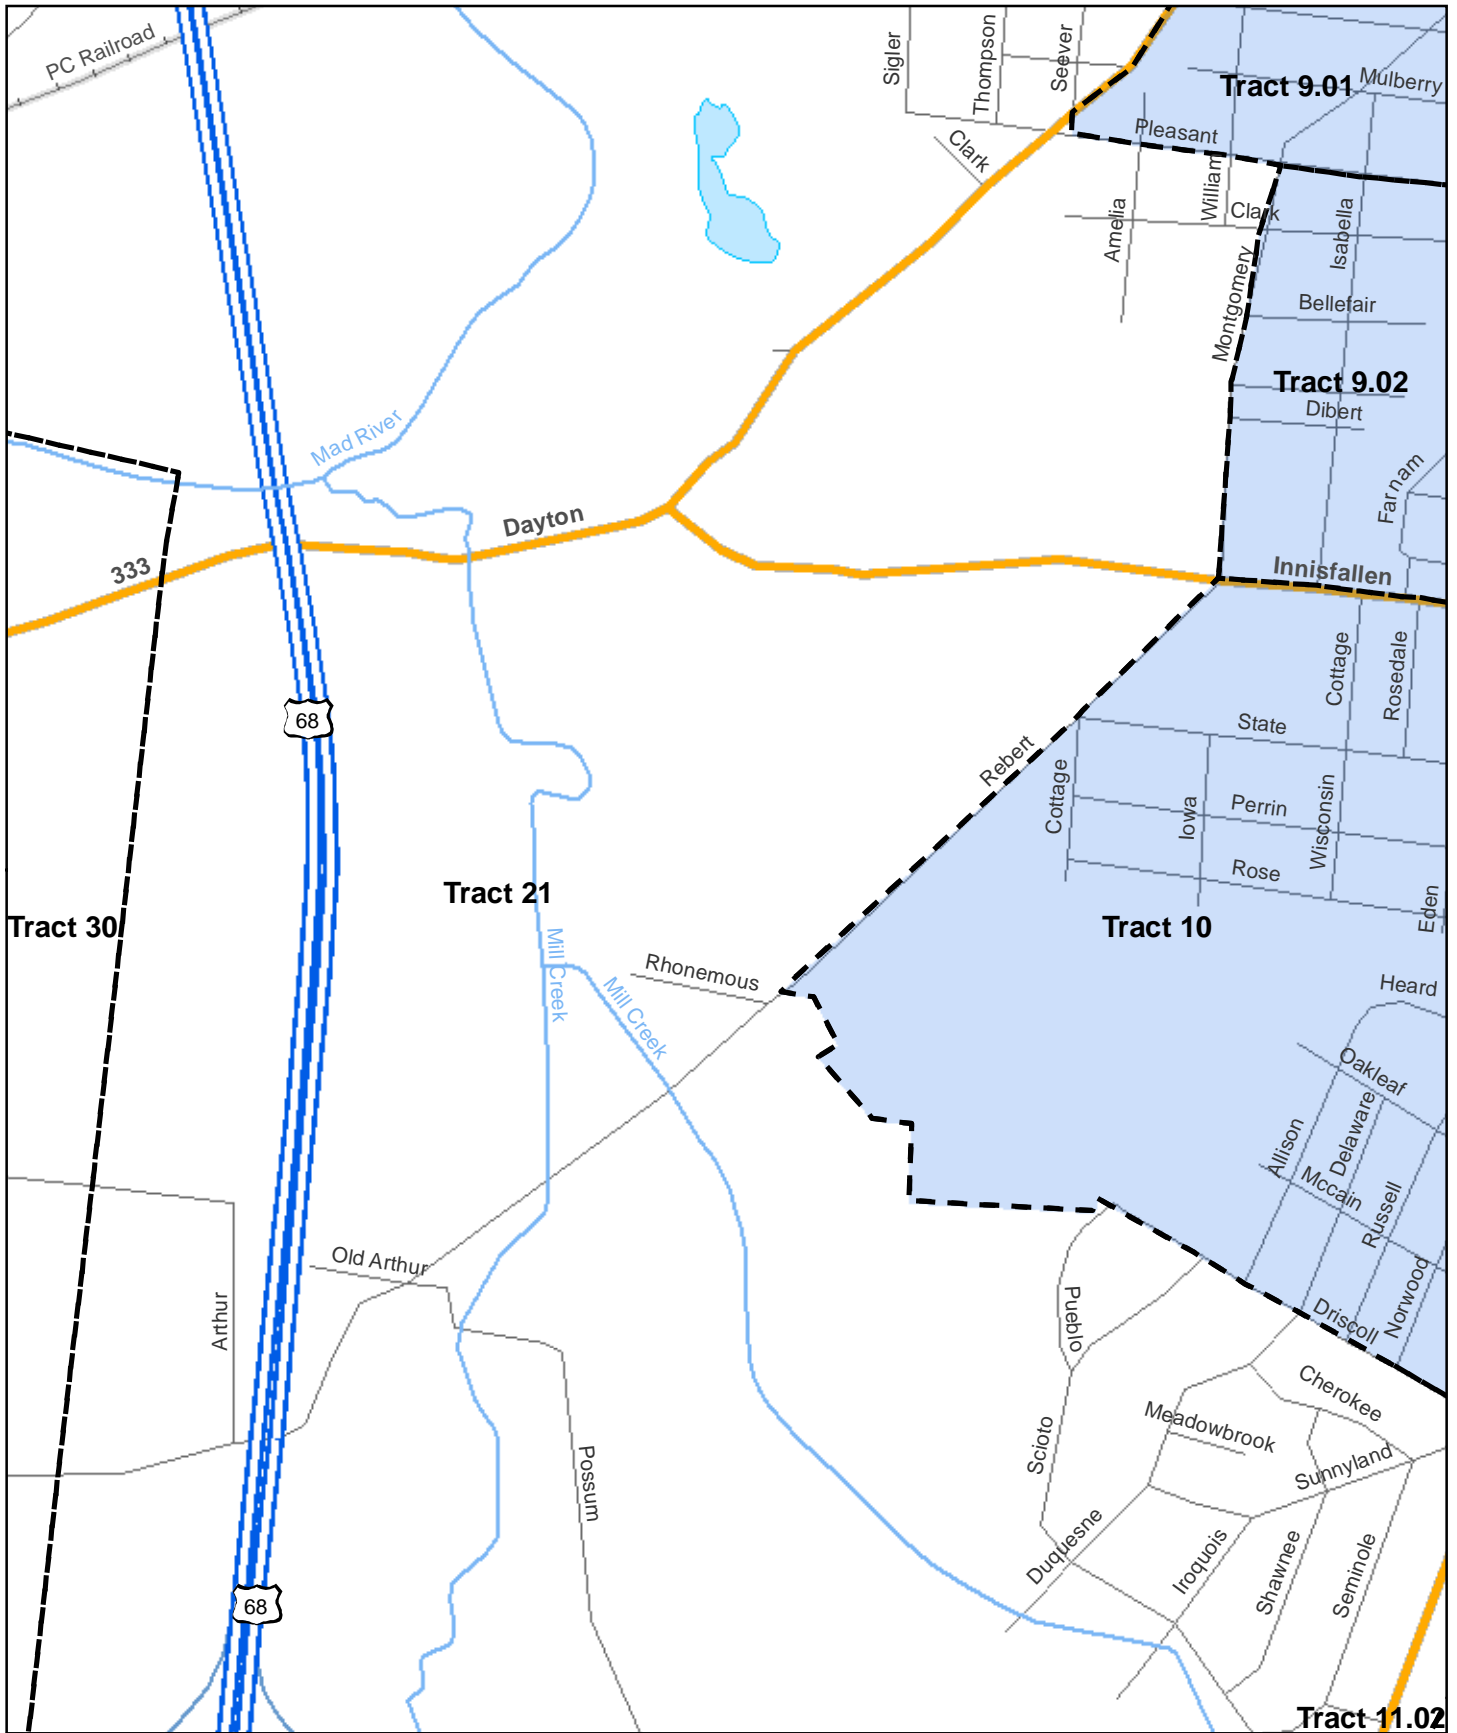 PC Railroad
Sigler
Thompson
Seever
Tract 9.01
Mulberry
Pleasant
Clark
William
Clark
Amelia
Isabella
Montgomery
Bellefair
Tract 9.02
Dibert
Mad River
Farnam
Dayton
333
Innisfallen
Cottage
Rosedale
68
State
Rebert
Cottage
Iowa
Perrin
Wisconsin
Rose
Tract 21
Eden
Tract 30
Tract 10
Mill Creek
Rhonemous
Mill Creek
Heard
Oakleaf
Allison
Delaware
Mccain
Russell
Old Arthur
Arthur
Pueblo
Driscoll
Norwood
Cherokee
Meadowbrook
Scioto
Sunnyland
Possum
Duquesne
Iroquois
Shawnee
Seminole
68
Tract 11.02